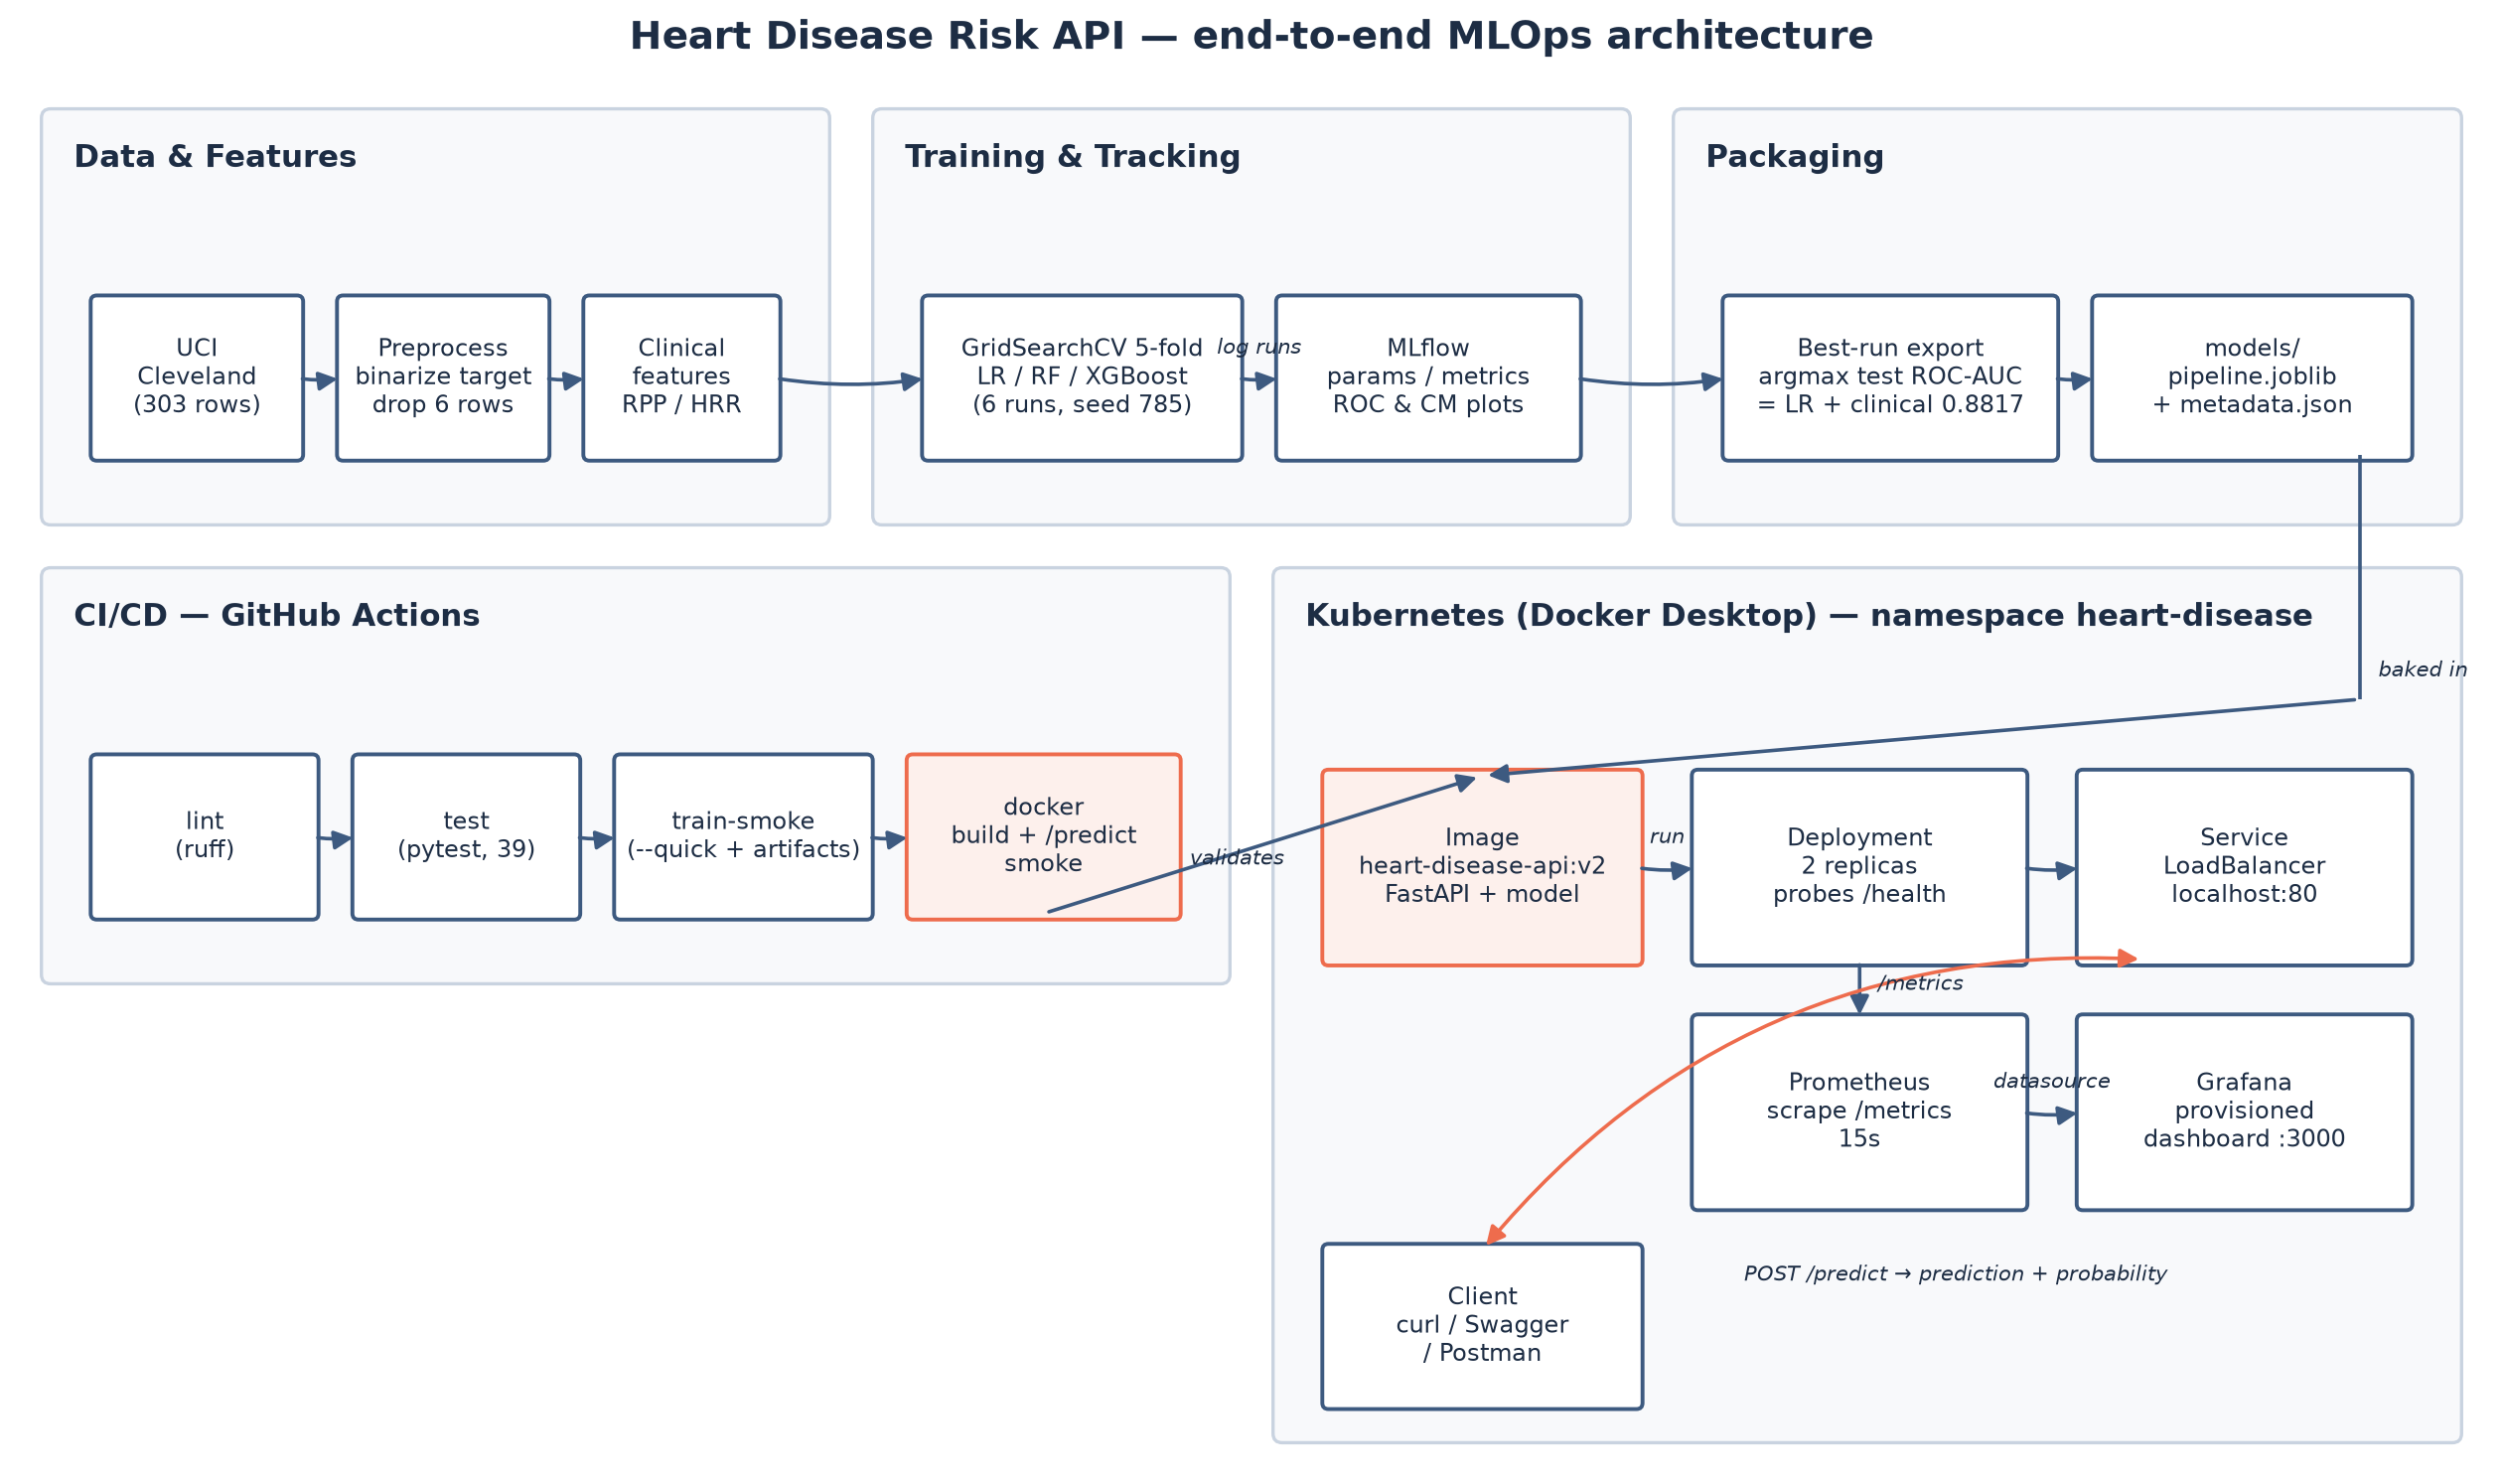 Heart Disease Risk API — end-to-end MLOps architecture
Data & Features
UCI
Cleveland
(303 rows)
Preprocess
binarize target
drop 6 rows
Clinical
features
RPP / HRR
Training & Tracking
GridSearchCV 5-fold
LR / RF / XGBoost
(6 runs, seed 785)
log runs
MLflow
params / metrics
ROC & CM plots
Packaging
Best-run export
argmax test ROC-AUC
= LR + clinical 0.8817
models/
pipeline.joblib
+ metadata.json
CI/CD — GitHub Actions
lint
(ruff)
test
(pytest, 39)
train-smoke
(--quick + artifacts)
docker
build + /predict
smoke
validates
Kubernetes (Docker Desktop) — namespace heart-disease
baked in
Image
heart-disease-api:v2
FastAPI + model
run
Deployment
2 replicas
probes /health
Service
LoadBalancer
localhost:80
/metrics
Prometheus
scrape /metrics
15s
datasource
Grafana
provisioned
dashboard :3000
POST /predict → prediction + probability
Client
curl / Swagger
/ Postman